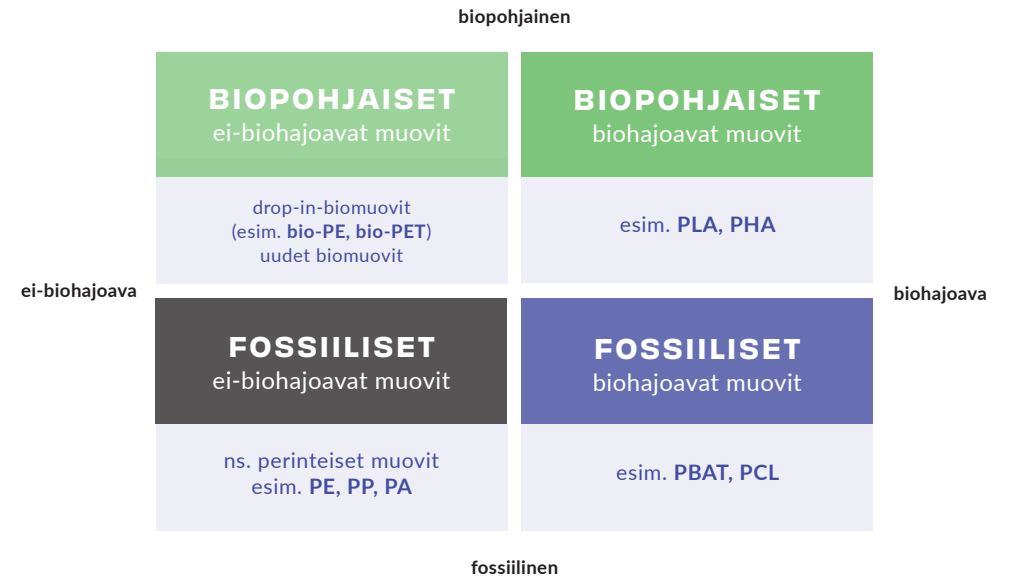 biopohjainen
BIOPOHJAISET
ei-biohajoavat muovit
drop-in-biomuovit
(esim. bio-PE, bio-PET)
uudet biomuovit
BIOPOHJAISET
biohajoavat muovit
esim. PLA, PHA
ei-biohajoava
biohajoava
FOSSIILISET
ei-biohajoavat muovit
ns. perinteiset muovit
esim. PE, PP, PA
FOSSIILISET
biohajoavat muovit
esim. PBAT, PCL
fossiilinen